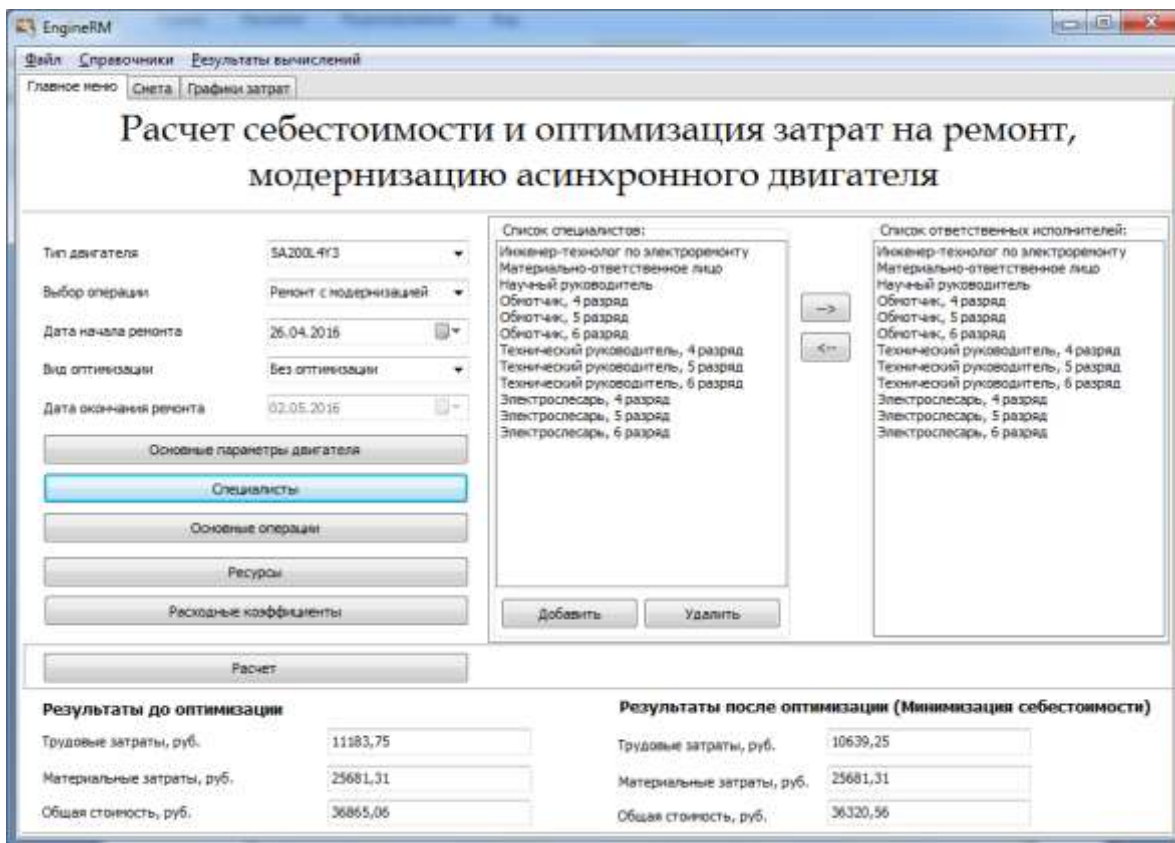 EngineRM
Файл Справочники Результаты вычислений
Главное меню Смета Графики затрат
Расчет себестоимости и оптимизация затрат на ремонт,
модернизацию асинхронного двигателя
Тип двигателя 5A200L4У3
Выбор операции Ремонт с модернизацией
Дата начала ремонта 26.04.2016
Вид оптимизации Без оптимизации
Дата окончания ремонта 02.05.2016
Основные параметры двигателя
Специалисты
Основные операции
Ресурсы
Расходные коэффициенты
Список специалистов:
Инженер-технолог по электроремонту
Материально-ответственное лицо
Научный руководитель
Обмотчик, 4 разряд
Обмотчик, 5 разряд
Обмотчик, 6 разряд
Технический руководитель, 4 разряд
Технический руководитель, 5 разряд
Технический руководитель, 6 разряд
Электрослесарь, 4 разряд
Электрослесарь, 5 разряд
Электрослесарь, 6 разряд
Добавить Удалить
-->
<--
Список ответственных исполнителей:
Инженер-технолог по электроремонту
Материально-ответственное лицо
Научный руководитель
Обмотчик, 4 разряд
Обмотчик, 5 разряд
Обмотчик, 6 разряд
Технический руководитель, 4 разряд
Технический руководитель, 5 разряд
Технический руководитель, 6 разряд
Электрослесарь, 4 разряд
Электрослесарь, 5 разряд
Электрослесарь, 6 разряд
Расчет
Результаты до оптимизации
Трудовые затраты, руб. 11183,75
Материальные затраты, руб. 25681,31
Общая стоимость, руб. 36865,06
Результаты после оптимизации (Минимизация себестоимости)
Трудовые затраты, руб. 10639,25
Материальные затраты, руб. 25681,31
Общая стоимость, руб. 36320,56